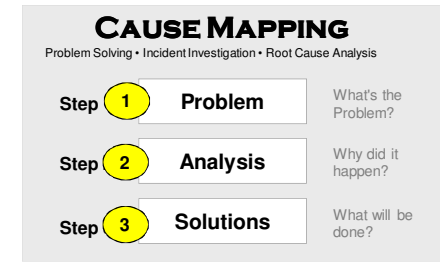 CAUSE MAPPING
Problem Solving • Incident Investigation • Root Cause Analysis
Step 1 Problem What's the
Problem?
Step 2 Analysis Why did it
happen?
Step 3 Solutions What will be
done?